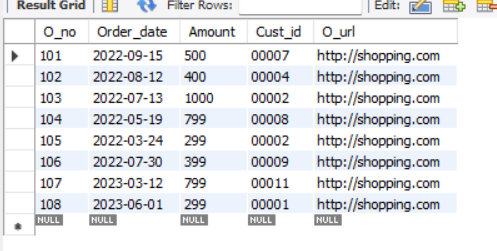 Result Grid Filter Rows: Edit:
O_no Order_date Amount Cust_id O_url
101 2022-09-15 500 00007 http://shopping.com
102 2022-08-12 400 00004 http://shopping.com
103 2022-07-13 1000 00002 http://shopping.com
104 2022-05-19 799 00008 http://shopping.com
105 2022-03-24 299 00002 http://shopping.com
106 2022-07-30 399 00009 http://shopping.com
107 2023-03-12 799 00011 http://shopping.com
108 2023-06-01 299 00001 http://shopping.com
NULL NULL NULL NULL NULL